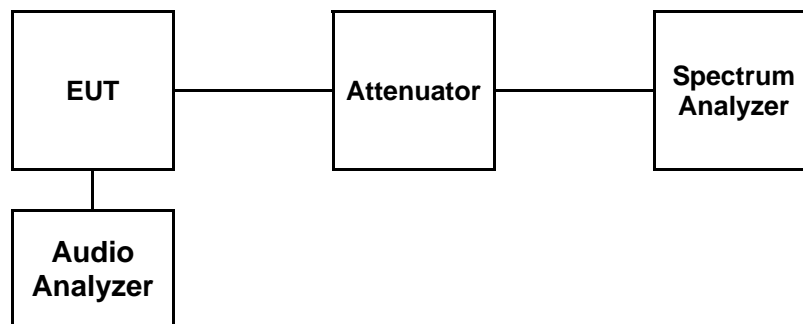 EUT
Attenuator
Spectrum
Analyzer
Audio
Analyzer